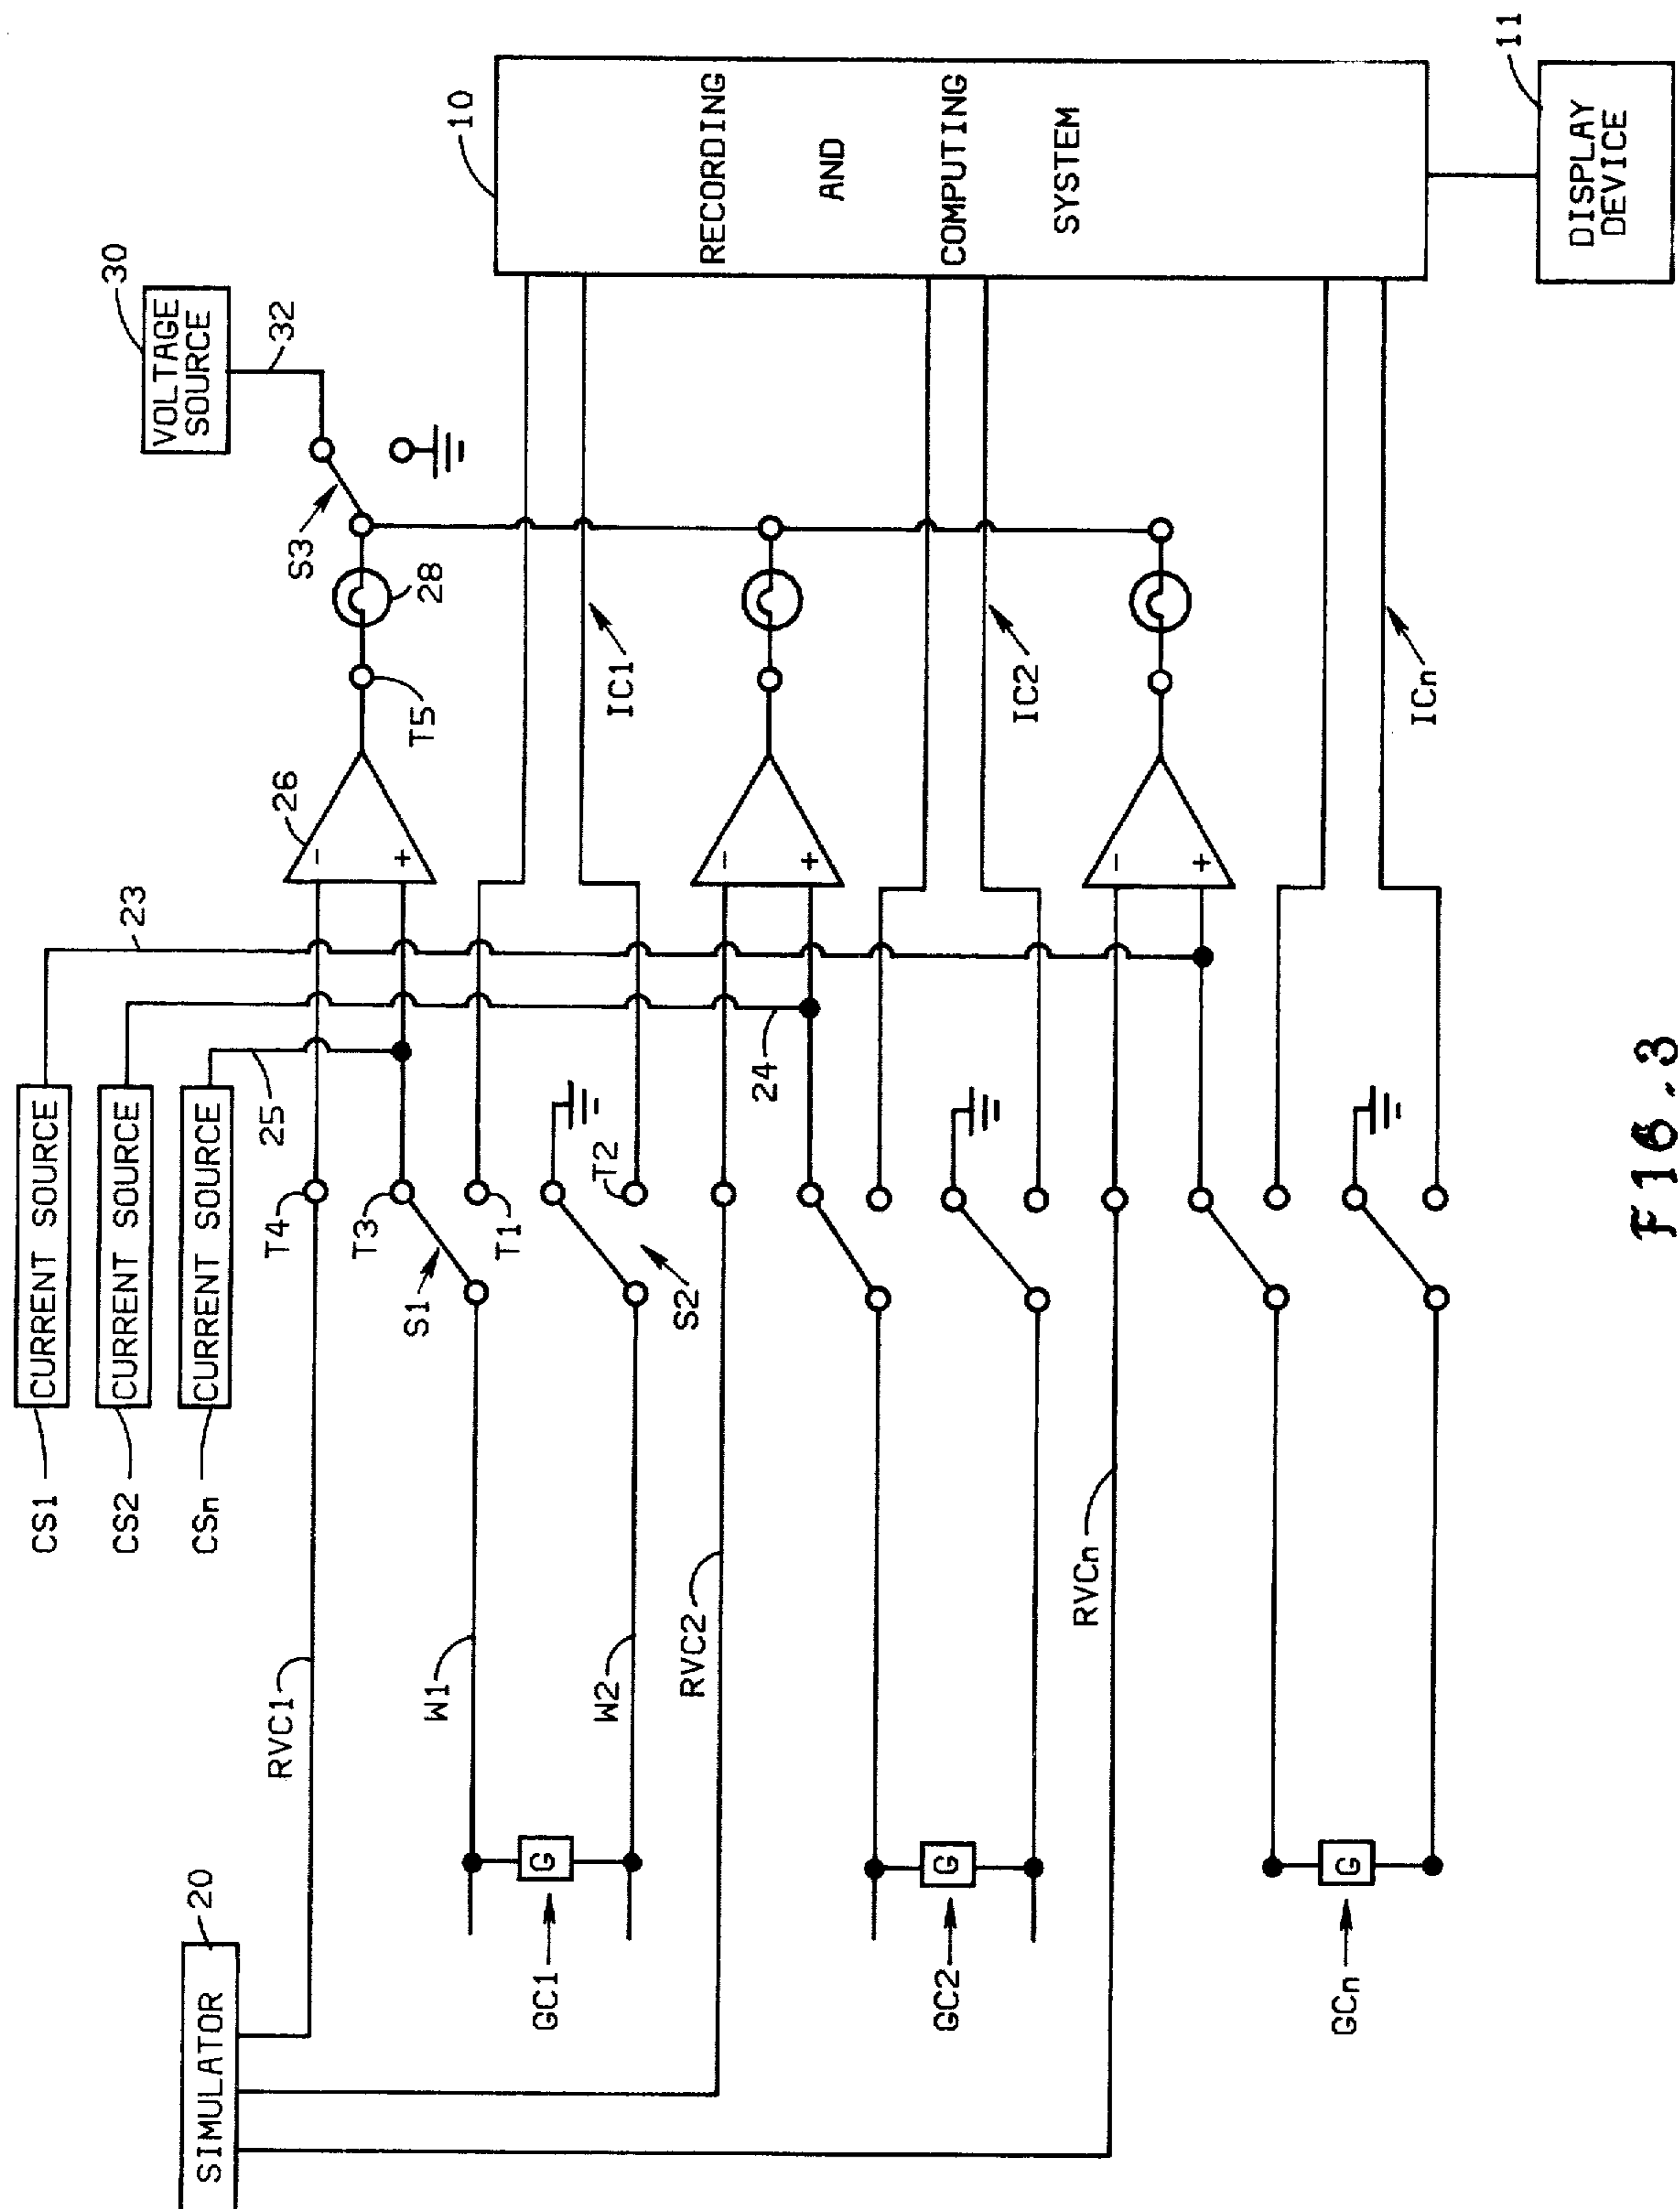 CS1
CURRENT SOURCE
23
CS2
CURRENT SOURCE
CSn
CURRENT SOURCE
25
30
VOLTAGE
SOURCE
32
S3
SIMULATOR
20
RVC1
T4
26
-
+
T5
28
T3
S1
W1
T1
IC1
GC1
G
W2
T2
S2
10
RECORDING
AND
COMPUTING
SYSTEM
RVC2
24
-
+
IC2
GC2
G
RVCn
-
+
ICn
GCn
G
11
DISPLAY
DEVICE
FIG.3